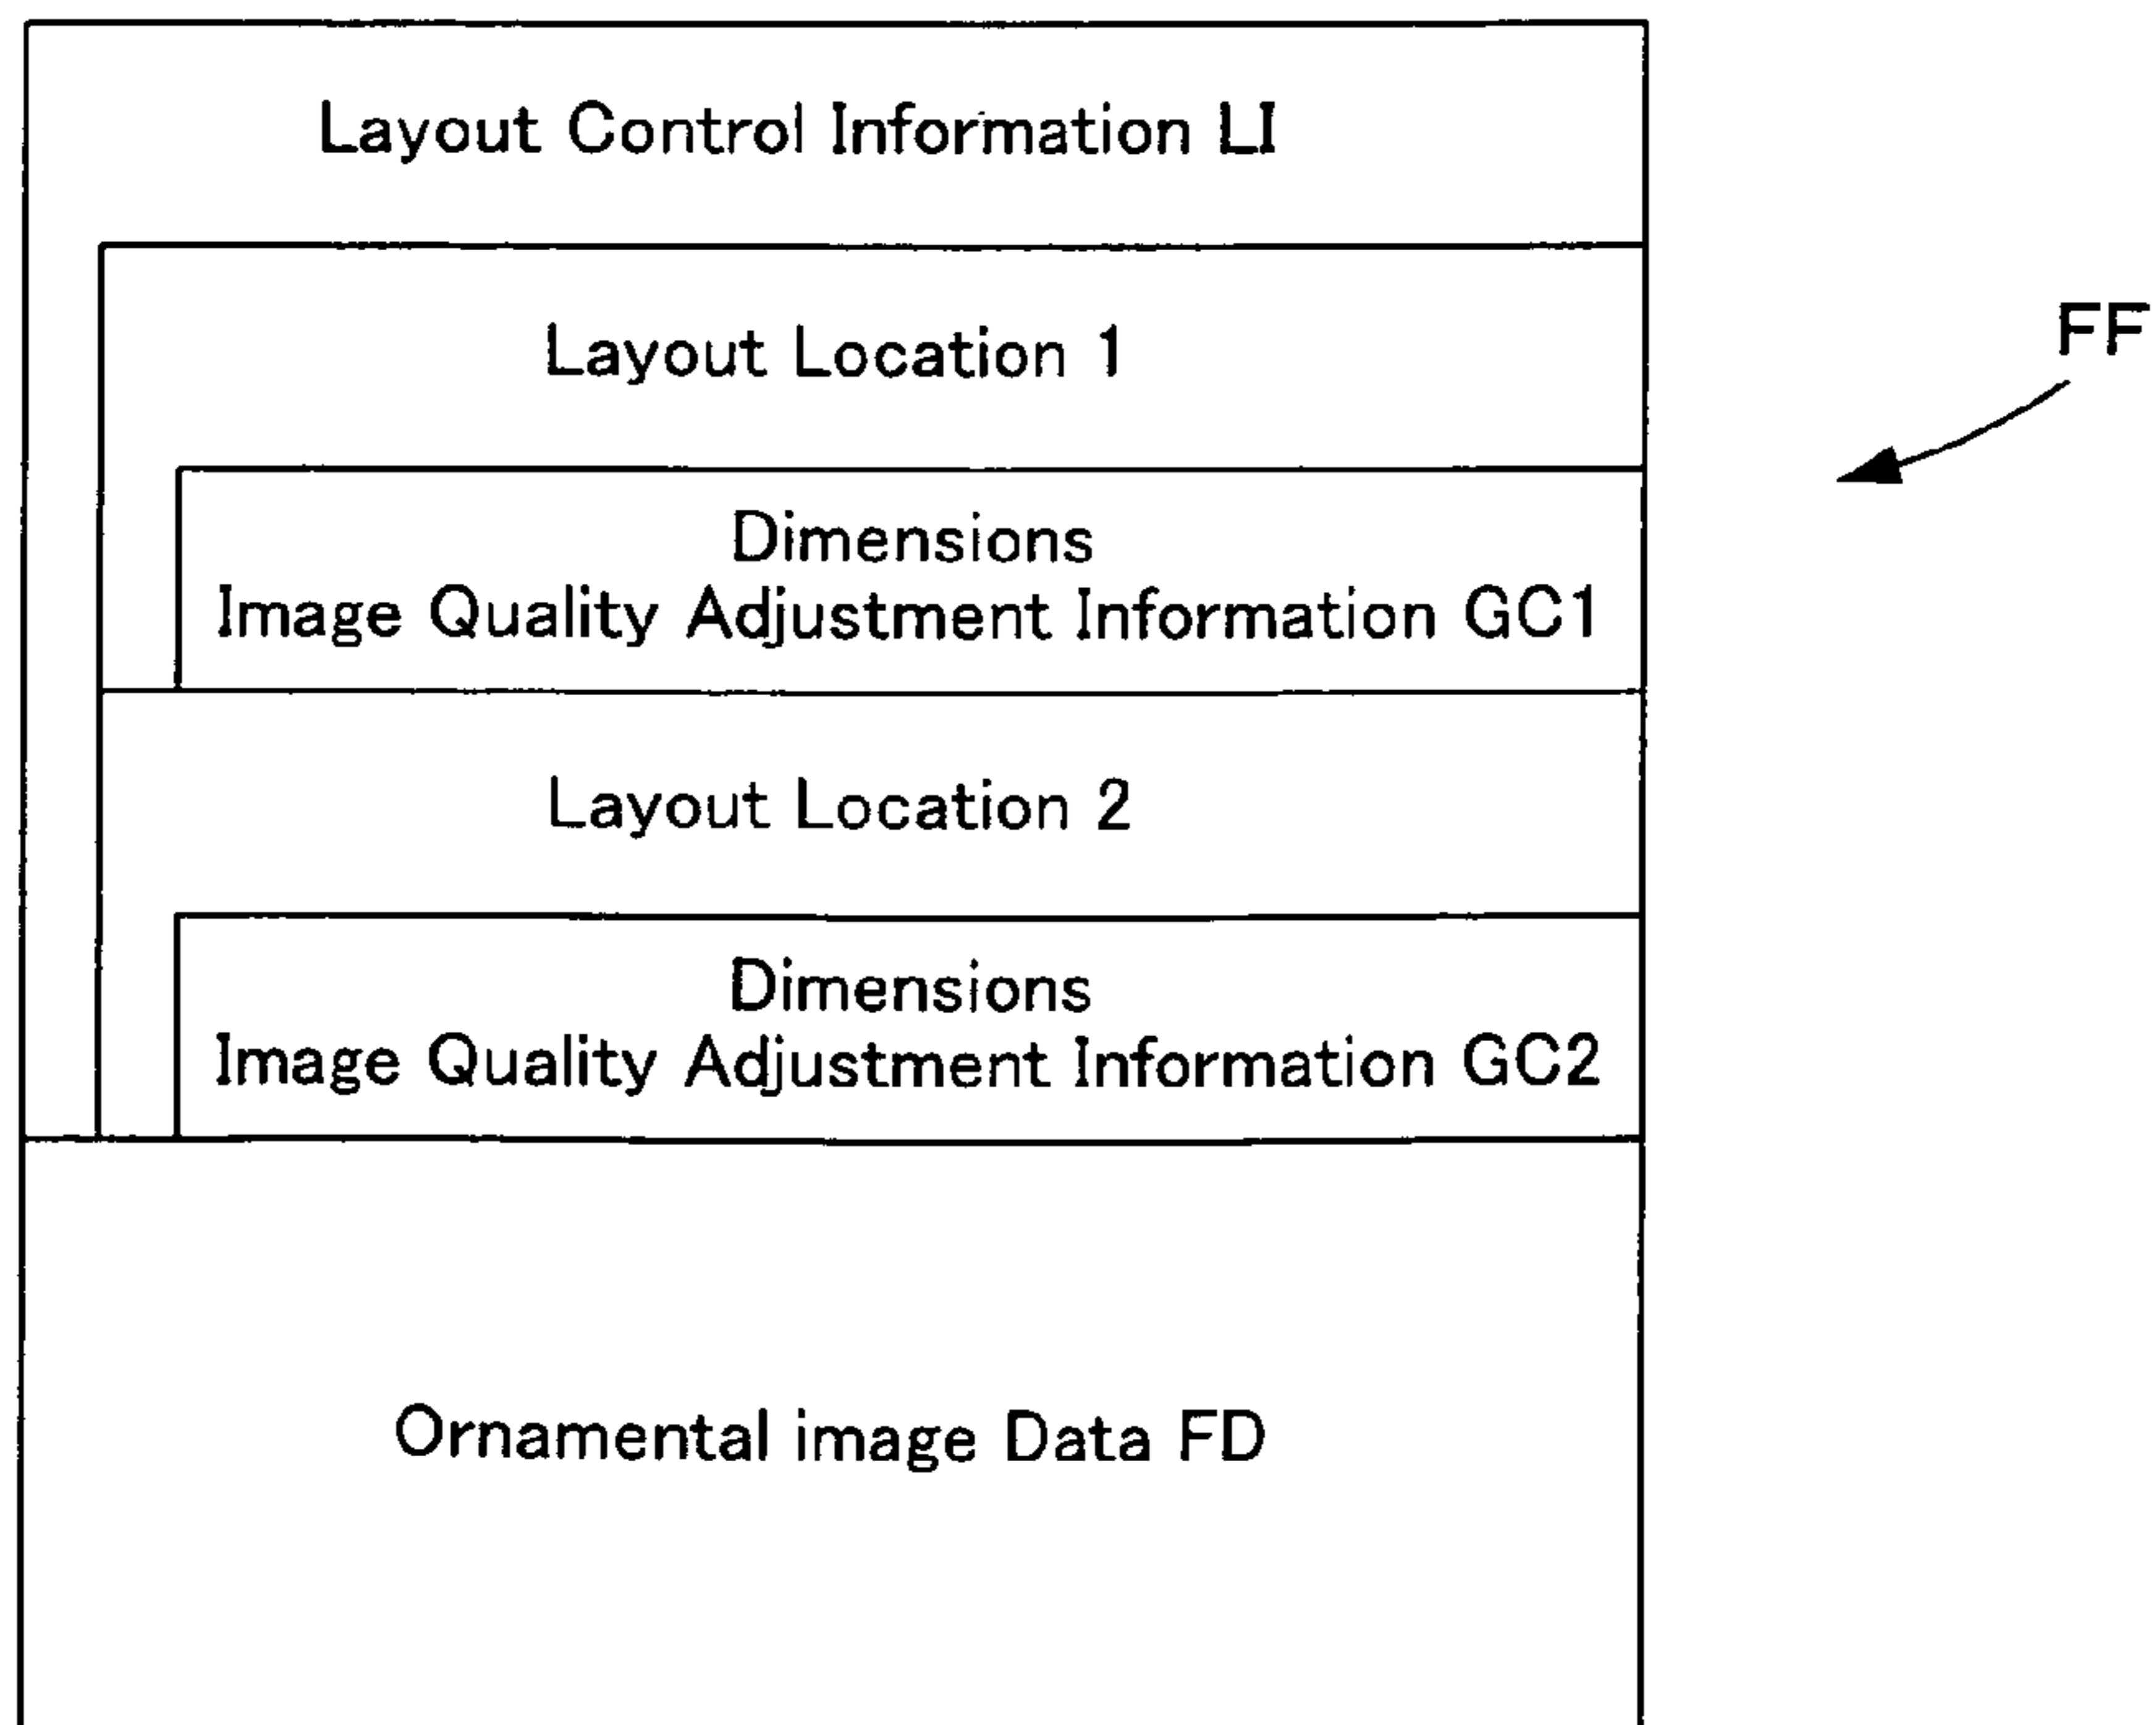 Layout Control Information LI
Layout Location 1
FF
Dimensions
Image Quality Adjustment Information GC1
Layout Location 2
Dimensions
Image Quality Adjustment Information GC2
Ornamental image Data FD